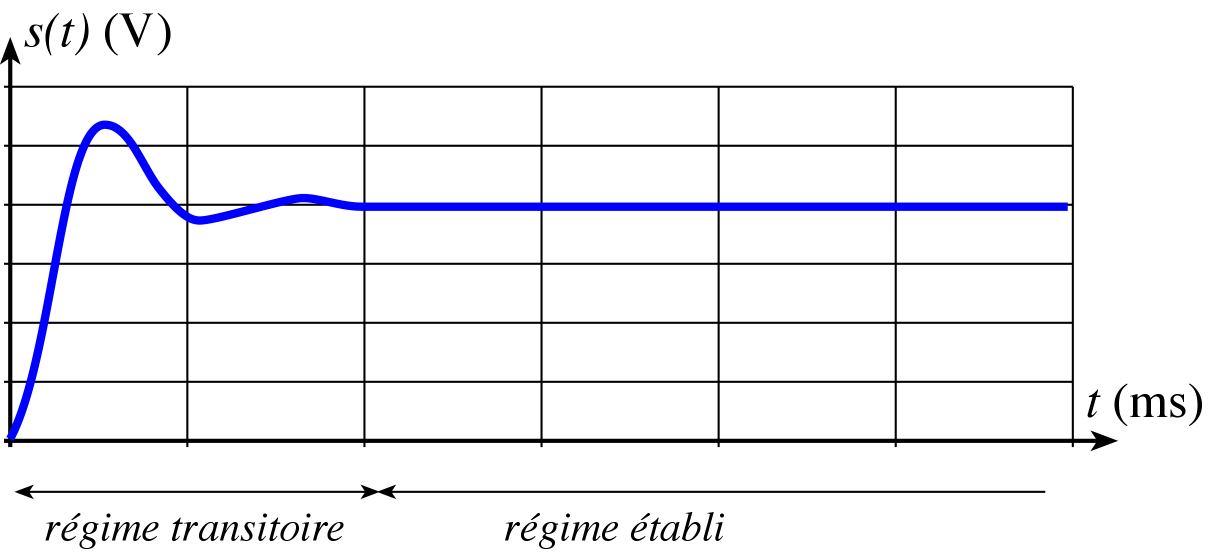 s(t) (V)
t (ms)
régime transitoire
régime établi